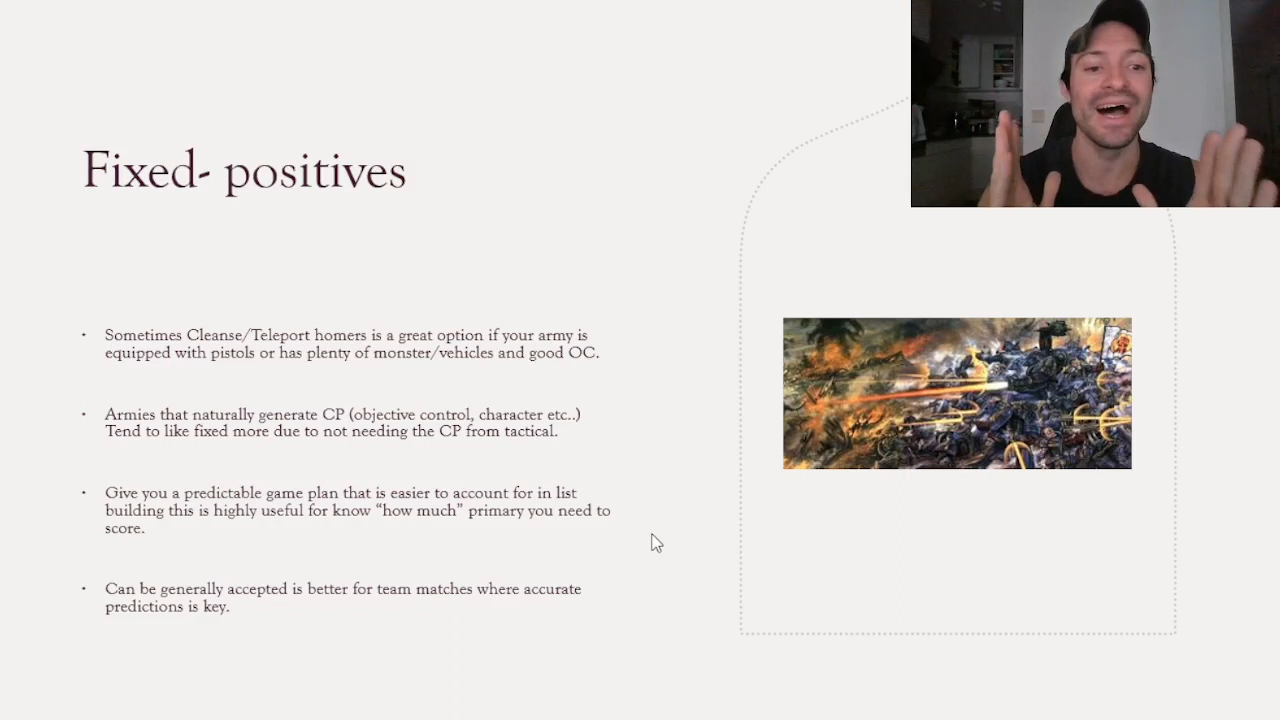 Fixed- positives
Sometimes Cleanse/Teleport homers is a great option if your army is
equipped with pistols or has plenty of monster/vehicles and good OC.
Armies that naturally generate CP (objective control, character etc..)
Tend to like fixed more due to not needing the CP from tactical.
Give you a predictable game plan that is easier to account for in list
building this is highly useful for know “how much” primary you need to
score.
Can be generally accepted is better for team matches where accurate
predictions is key.